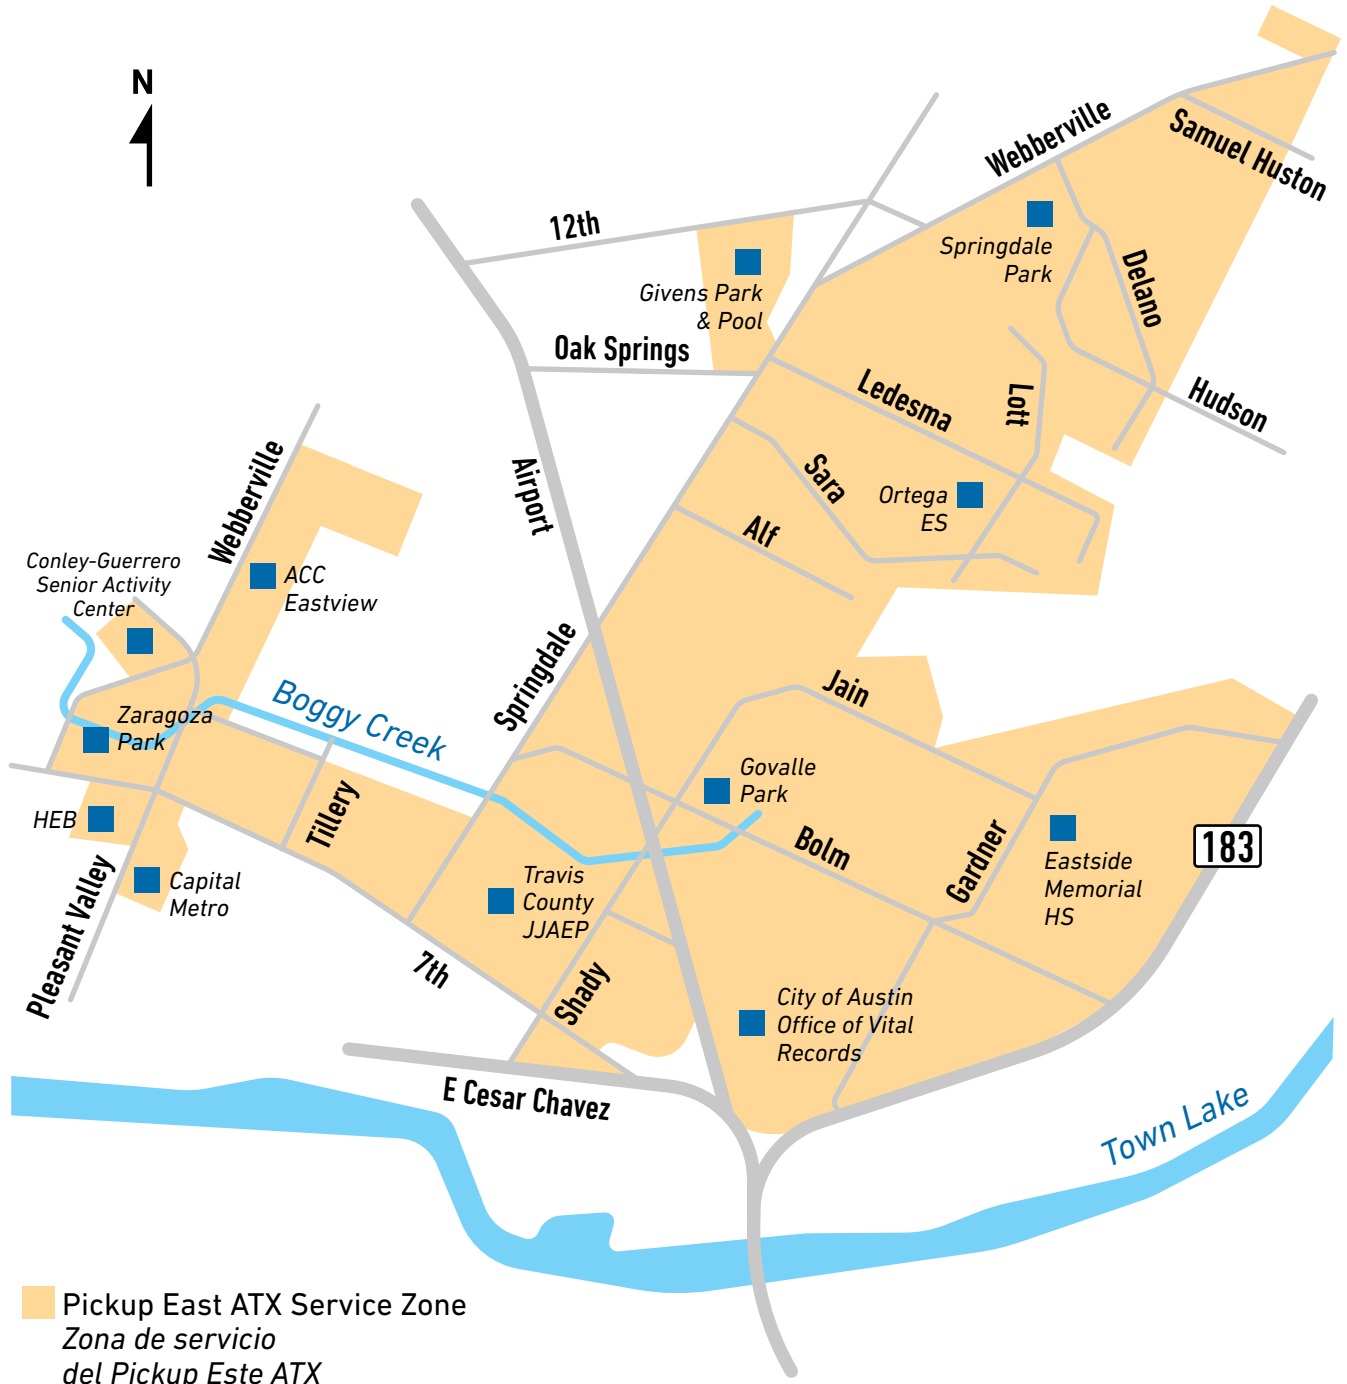 N
Webberville
Samuel Huston
12th
Springdale
Park
Delano
Givens Park
& Pool
Oak Springs
Ledesma
Lott
Hudson
Webberville
Airport
Sara
Ortega
ES
Alf
Conley-Guerrero
Senior Activity
Center
ACC
Eastview
Springdale
Boggy Creek
Jain
Zaragoza
Park
Tillery
Govalle
Park
HEB
Bolm
Gardner
183
Eastside
Memorial
HS
Pleasant Valley
Capital
Metro
Travis
County
JJAEP
7th
Shady
City of Austin
Office of Vital
Records
E Cesar Chavez
Town Lake
Pickup East ATX Service Zone
Zona de servicio
del Pickup Este ATX